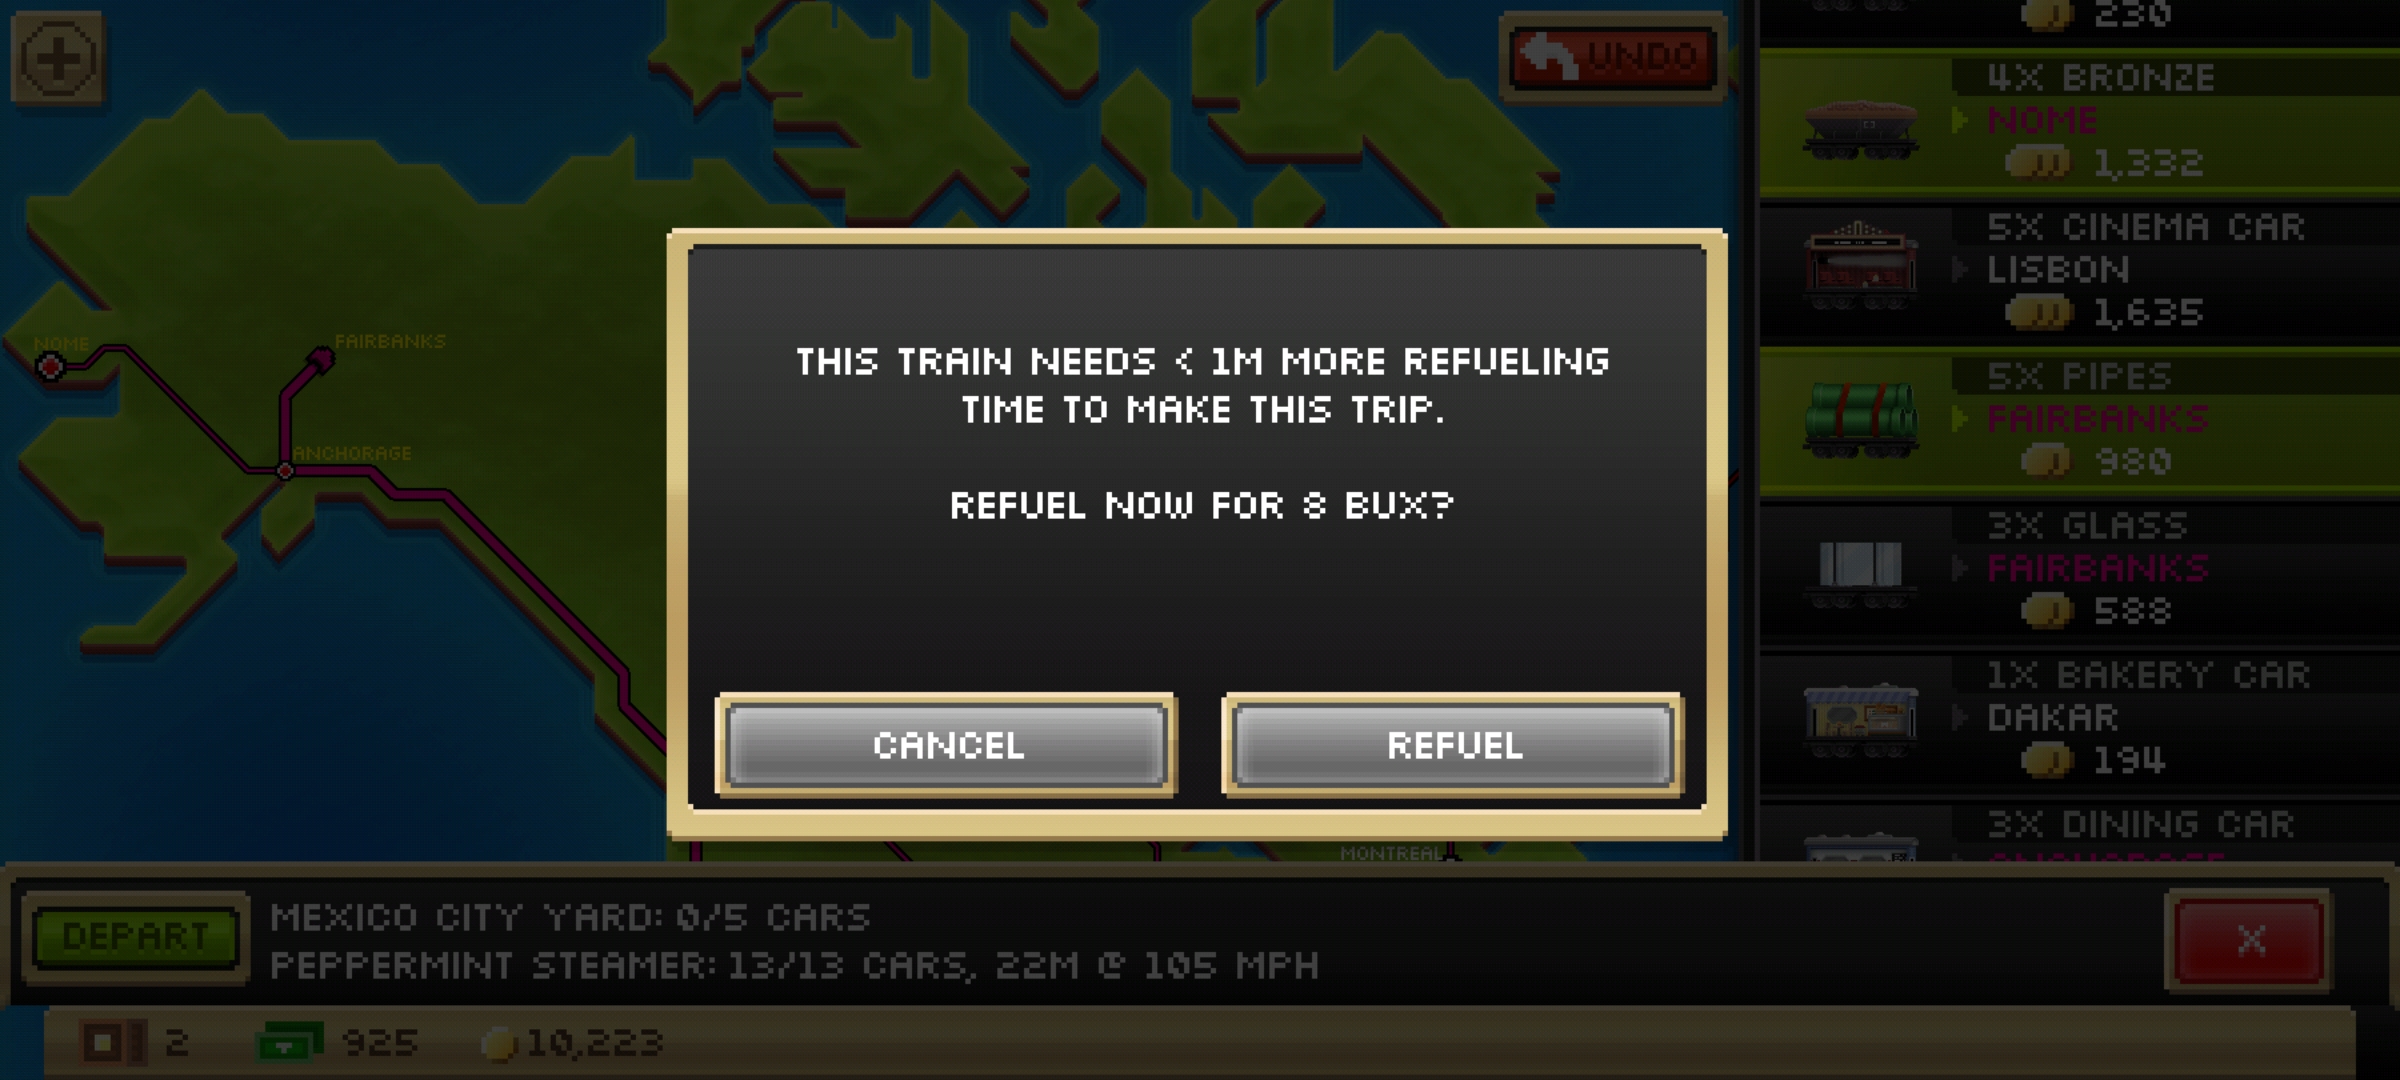 UNDO
NOME
FAIRBANKS
ANCHORAGE
MONTREAL
230
4X BRONZE
NOME
1,332
5X CINEMA CAR
LISBON
1,635
5X PIPES
FAIRBANKS
980
3X GLASS
FAIRBANKS
588
1X BAKERY CAR
DAKAR
194
3X DINING CAR
ANCHORAGE
THIS TRAIN NEEDS < 1M MORE REFUELING
TIME TO MAKE THIS TRIP.
REFUEL NOW FOR 8 BUX?
CANCEL
REFUEL
DEPART
MEXICO CITY YARD: 0/5 CARS
PEPPERMINT STEAMER: 13/13 CARS, 22M @ 105 MPH
X
2
925
10,223